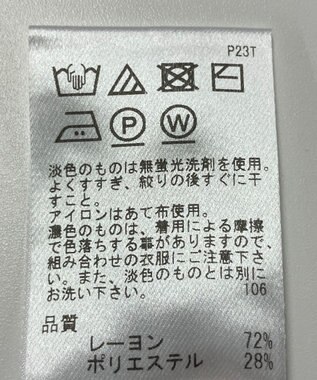 P23T
P
W
淡色のものは無蛍光洗剤を使用。
よくすすぎ、絞りの後すぐに干
すこと。
アイロンはあて布使用。
濃色のものは、着用による摩擦
で色落ちする事がありますので、
組み合わせの衣服にご注意下さ
い。また、淡色のものとは別に
お洗い下さい。 106
品質
レーヨン 72%
ポリエステル 28%